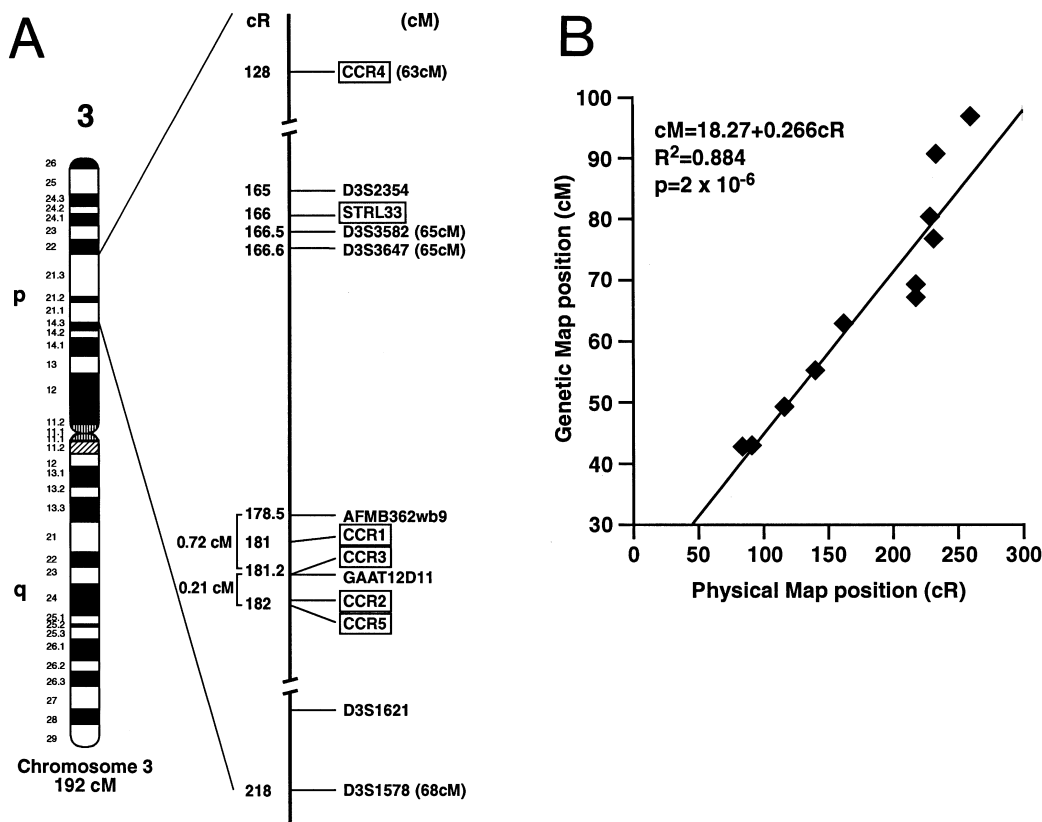 A
3
26
25
24.3
24.2
24.1
23
22
21.3
21.2
21.1
14.3
14.2
14.1
13
12
11.2
11.1
11.1
11.2
12
13.1
13.2
13.3
21
22
23
24
25.1
25.2
25.3
26.1
26.2
26.3
27
28
29
p
q
Chromosome 3
192 cM
cR (cM)
128 CCR4 (63cM)
165 D3S2354
166 STRL33
166.5 D3S3582 (65cM)
166.6 D3S3647 (65cM)
178.5 AFMB362wb9
0.72 cM
181 CCR1
CCR3
181.2 GAAT12D11
0.21 cM
CCR2
182
CCR5
D3S1621
218 D3S1578 (68cM)
B
cM=18.27+0.266cR
R2=0.884
p=2 x 10-6
Genetic Map position (cM)
100
90
80
70
60
50
40
30
0 50 100 150 200 250 300
Physical Map position (cR)